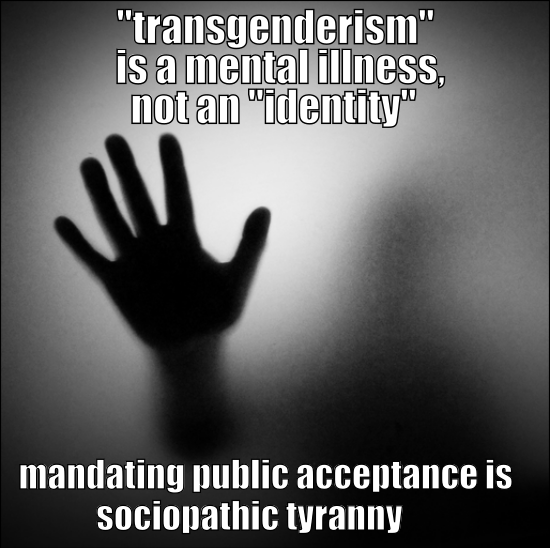 "transgenderism"
is a mental illness,
not an "identity"
mandating public acceptance is
sociopathic tyranny